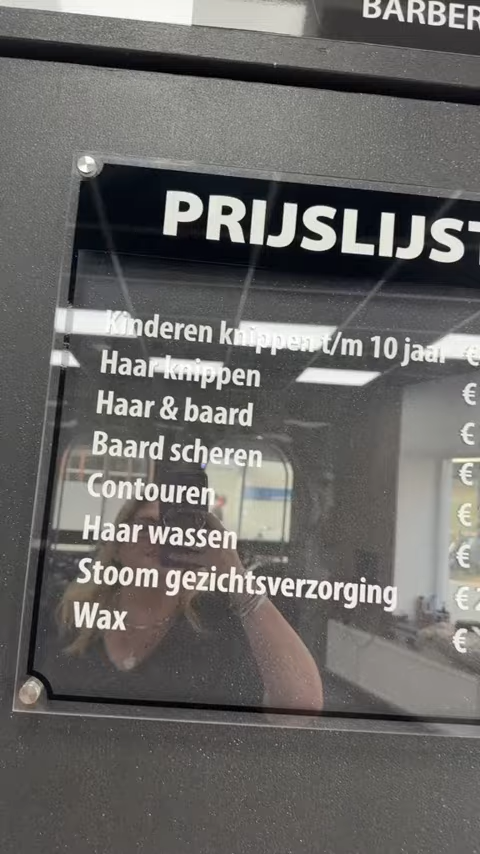 BARBER
PRIJSLIJST
Kinderen knippen t/m 10 jaar €
Haar knippen €
Haar & baard €
Baard scheren €
Contouren €
Haar wassen €
Stoom gezichtsverzorging €
Wax €